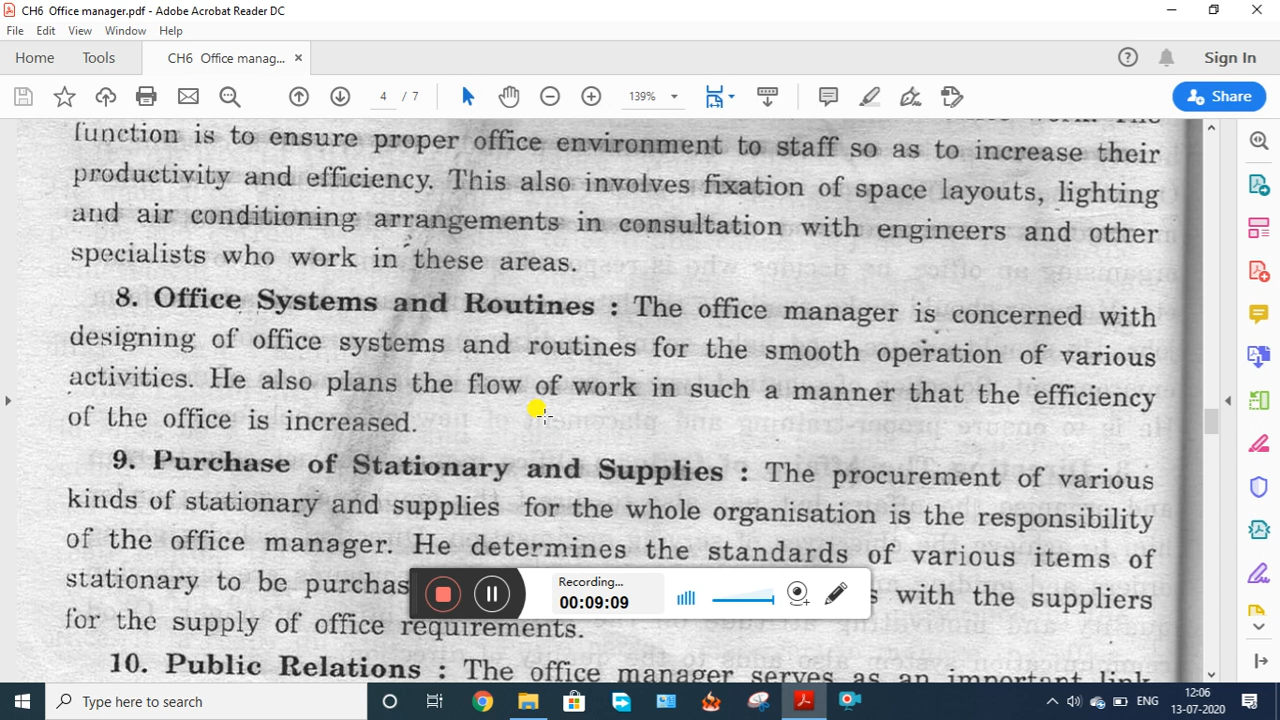 CH6 Office manager.pdf - Adobe Acrobat Reader DC
File Edit View Window Help
Home Tools CH6 Office manag... Sign In
4 / 7 139% Share
function is to ensure proper office environment to staff so as to increase their
productivity and efficiency. This also involves fixation of space layouts, lighting
and air conditioning arrangements in consultation with engineers and other
specialists who work in these areas.
8. Office Systems and Routines : The office manager is concerned with
designing of office systems and routines for the smooth operation of various
activities. He also plans the flow of work in such a manner that the efficiency
of the office is increased.
9. Purchase of Stationary and Supplies : The procurement of various
kinds of stationary and supplies for the whole organisation is the responsibility
of the office manager. He determines the standards of various items of
stationary to be purchas with the suppliers
for the supply of office requirements.
10. Public Relations : The office manager serves as an important link
Recording...
00:09:09
Type here to search
ENG
12:06
13-07-2020